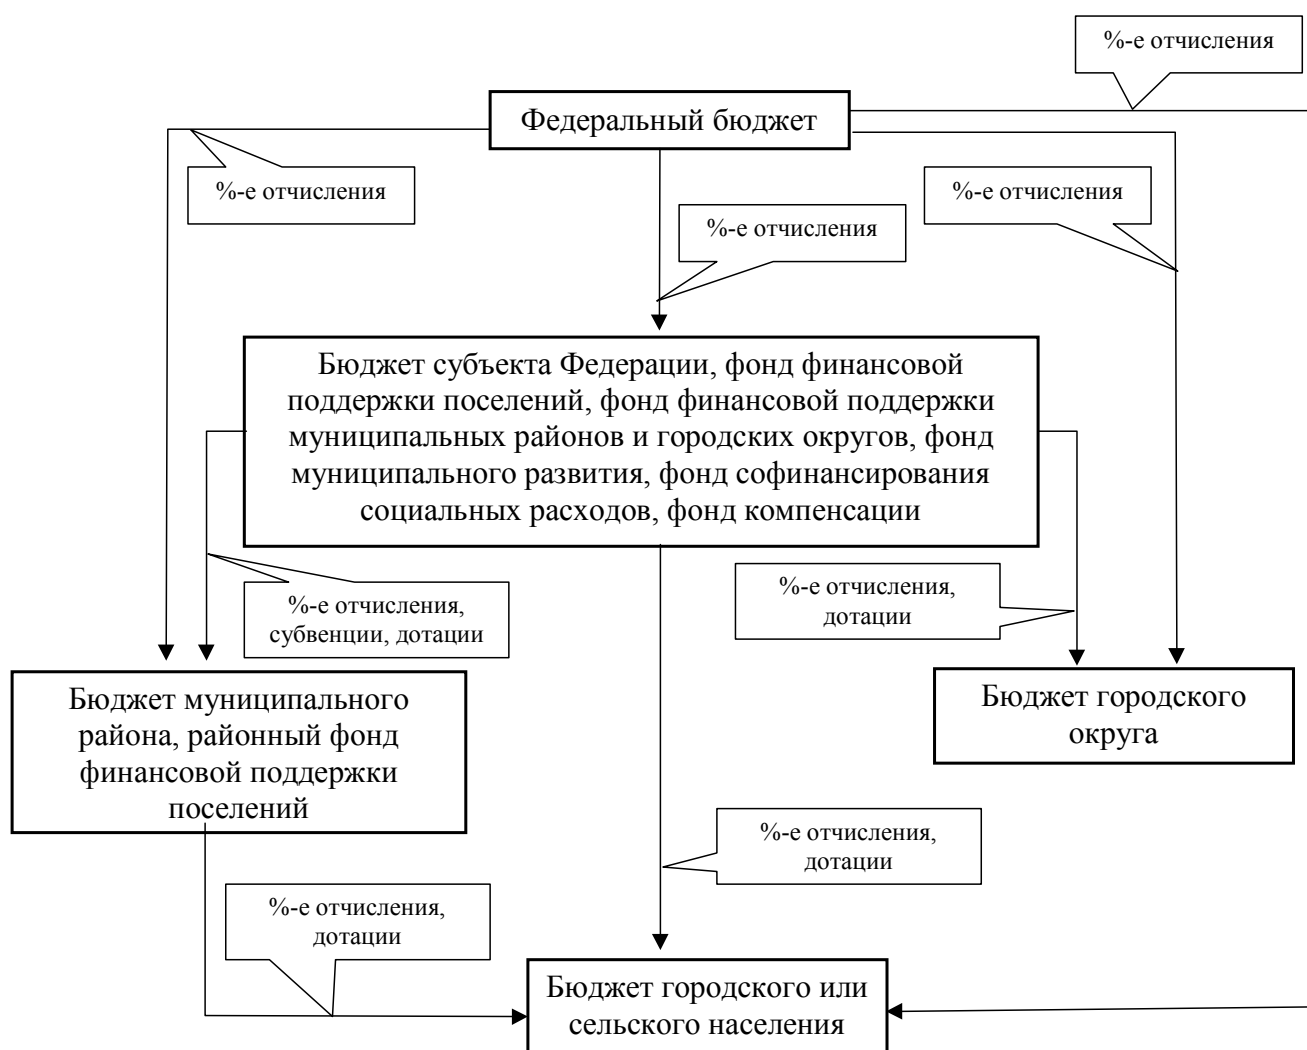 %-е отчисления
Федеральный бюджет
%-е отчисления
%-е отчисления
%-е отчисления
Бюджет субъекта Федерации, фонд финансовой
поддержки поселений, фонд финансовой поддержки
муниципальных районов и городских округов, фонд
муниципального развития, фонд софинансирования
социальных расходов, фонд компенсации
%-е отчисления,
субвенции, дотации
%-е отчисления,
дотации
Бюджет муниципального
района, районный фонд
финансовой поддержки
поселений
Бюджет городского
округа
%-е отчисления,
дотации
%-е отчисления,
дотации
Бюджет городского или
сельского населения